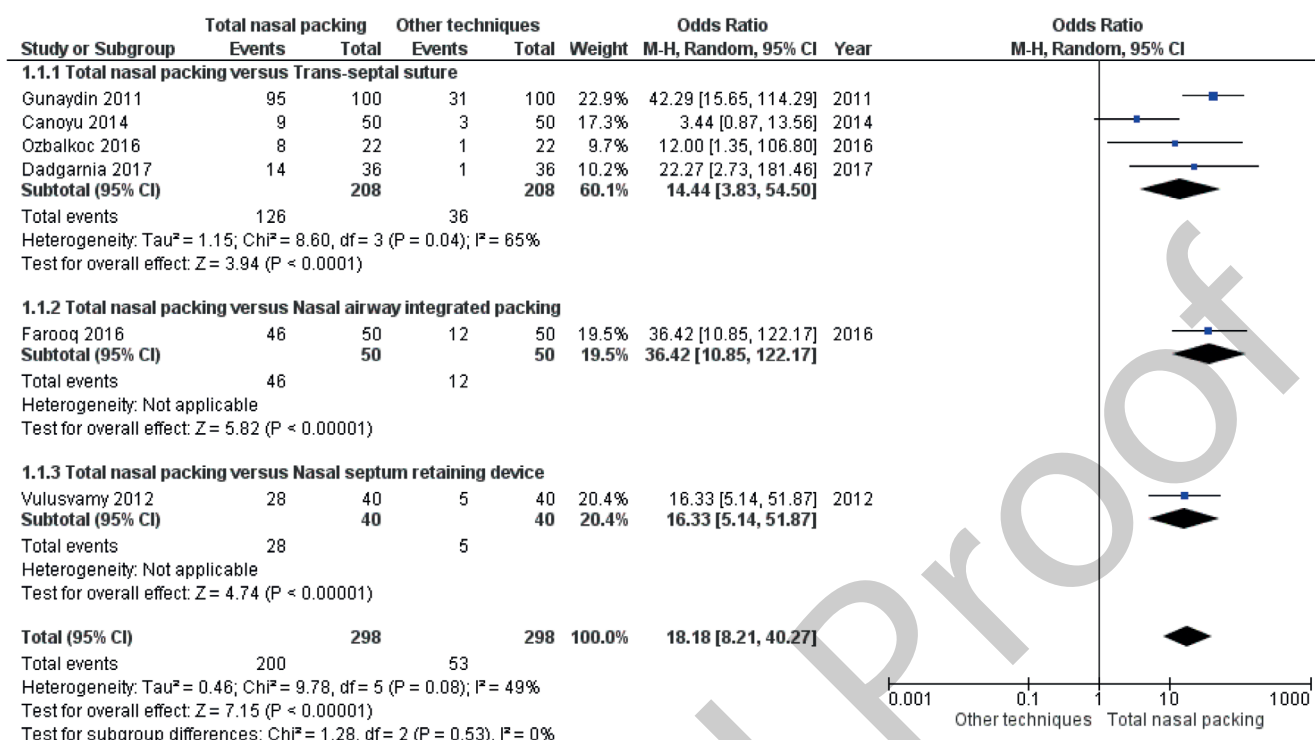 Total nasal packing Other techniques Odds Ratio Odds Ratio
Study or Subgroup Events Total Events Total Weight M-H, Random, 95% CI Year M-H, Random, 95% CI
1.1.1 Total nasal packing versus Trans-septal suture
Gunaydin 2011 95 100 31 100 22.9% 42.29 [15.65, 114.29] 2011
Canoyu 2014 9 50 3 50 17.3% 3.44 [0.87, 13.56] 2014
Ozbalkoc 2016 8 22 1 22 9.7% 12.00 [1.35, 106.80] 2016
Dadgarnia 2017 14 36 1 36 10.2% 22.27 [2.73, 181.46] 2017
Subtotal (95% CI) 208 208 60.1% 14.44 [3.83, 54.50]
Total events 126 36
Heterogeneity: Tau² = 1.15; Chi² = 8.60, df = 3 (P = 0.04); I² = 65%
Test for overall effect: Z = 3.94 (P < 0.0001)
1.1.2 Total nasal packing versus Nasal airway integrated packing
Farooq 2016 46 50 12 50 19.5% 36.42 [10.85, 122.17] 2016
Subtotal (95% CI) 50 50 19.5% 36.42 [10.85, 122.17]
Total events 46 12
Heterogeneity: Not applicable
Test for overall effect: Z = 5.82 (P < 0.00001)
1.1.3 Total nasal packing versus Nasal septum retaining device
Vulusvamy 2012 28 40 5 40 20.4% 16.33 [5.14, 51.87] 2012
Subtotal (95% CI) 40 40 20.4% 16.33 [5.14, 51.87]
Total events 28 5
Heterogeneity: Not applicable
Test for overall effect: Z = 4.74 (P < 0.00001)
Total (95% CI) 298 298 100.0% 18.18 [8.21, 40.27]
Total events 200 53
Heterogeneity: Tau² = 0.46; Chi² = 9.78, df = 5 (P = 0.08); I² = 49%
Test for overall effect: Z = 7.15 (P < 0.00001)
Test for subgroup differences: Chi² = 1.28, df = 2 (P = 0.53), I² = 0%
0.001 0.1 1 10 1000
Other techniques Total nasal packing
Proof